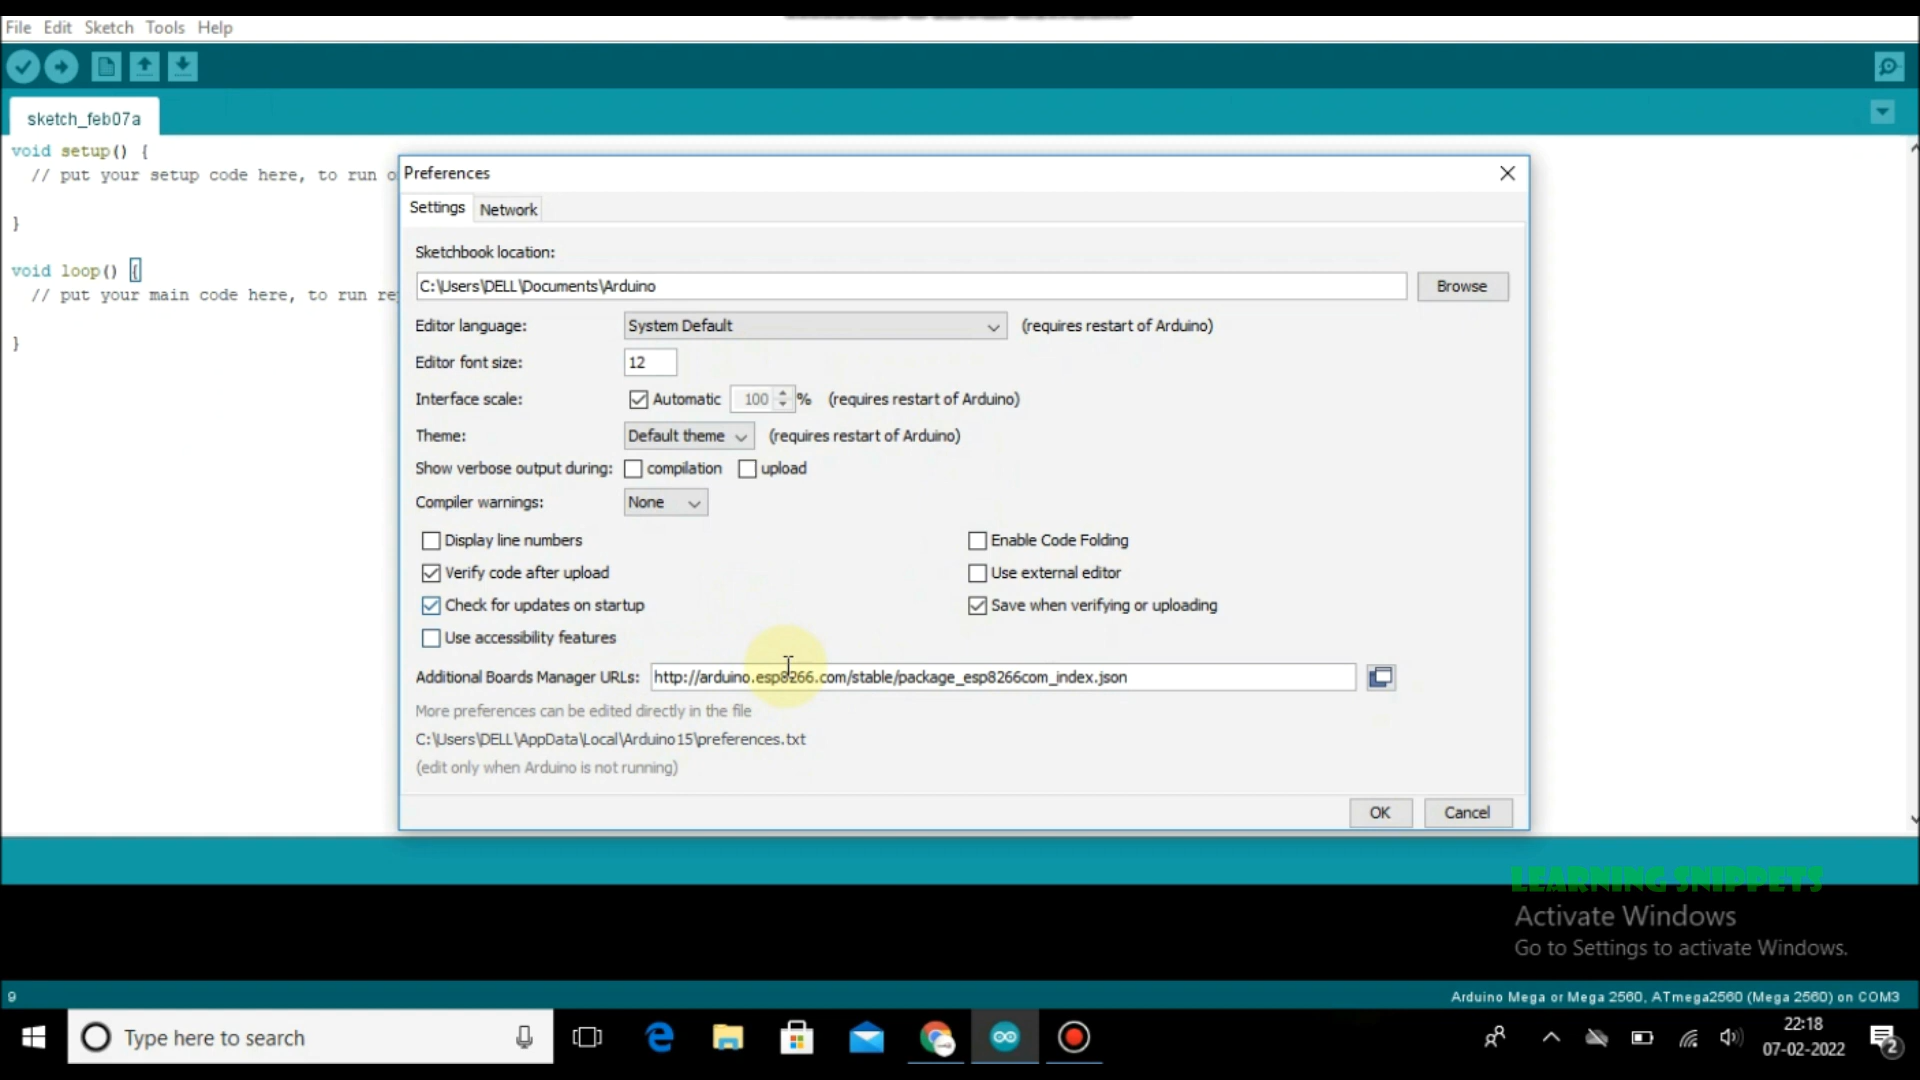 File Edit Sketch Tools Help
sketch_feb07a
void setup() {
// put your setup code here, to run o
}
void loop() {
// put your main code here, to run re
}
Preferences
Settings Network
Sketchbook location:
C:\Users\DELL\Documents\Arduino Browse
Editor language: System Default (requires restart of Arduino)
Editor font size: 12
Interface scale: Automatic 100 % (requires restart of Arduino)
Theme: Default theme (requires restart of Arduino)
Show verbose output during: compilation upload
Compiler warnings: None
Display line numbers Enable Code Folding
Verify code after upload Use external editor
Check for updates on startup Save when verifying or uploading
Use accessibility features
Additional Boards Manager URLs: http://arduino.esp8266.com/stable/package_esp8266com_index.json
More preferences can be edited directly in the file
C:\Users\DELL\AppData\Local\Arduino15\preferences.txt
(edit only when Arduino is not running)
OK Cancel
LEARNING SNIPPETS
Activate Windows
Go to Settings to activate Windows.
9 Arduino Mega or Mega 2560, ATmega2560 (Mega 2560) on COM3
Type here to search
22:18
07-02-2022
2